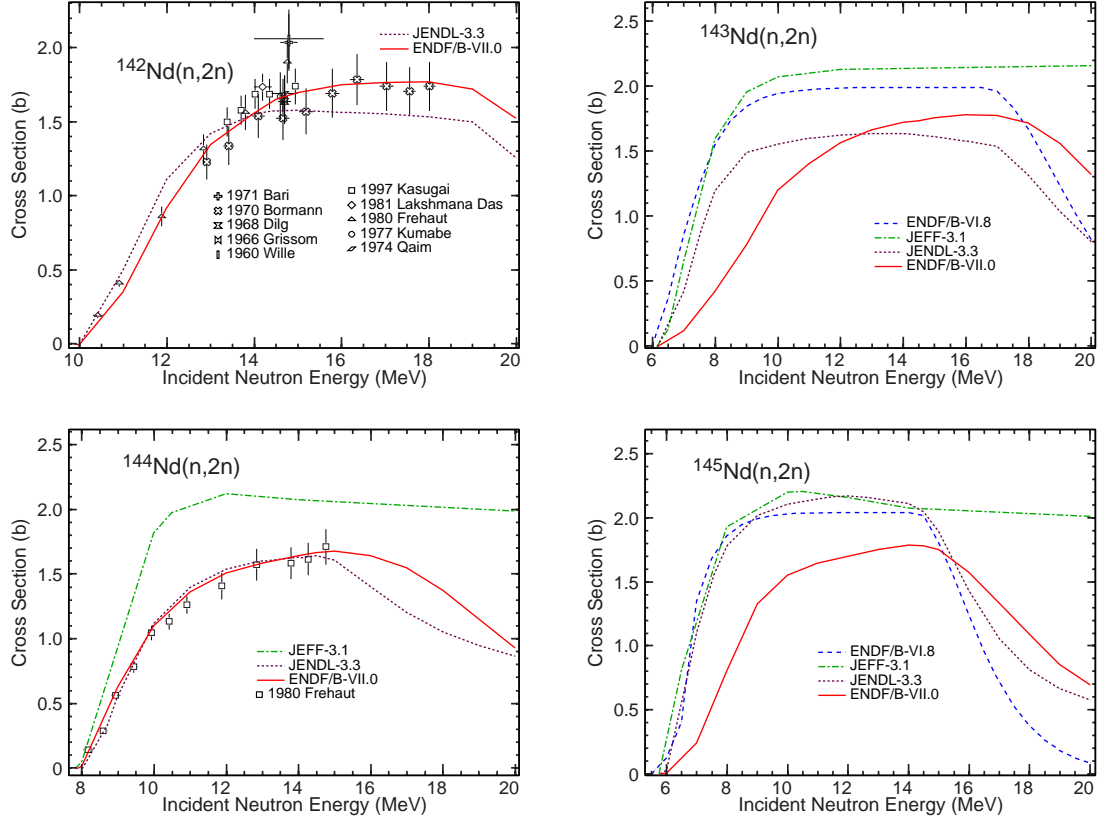 142Nd(n,2n)
JENDL-3.3
ENDF/B-VII.0
1971 Bari
1970 Bormann
1968 Dilg
1966 Grissom
1960 Wille
1997 Kasugai
1981 Lakshmana Das
1980 Frehaut
1977 Kumabe
1974 Qaim
Cross Section (b)
2.0
1.5
1.0
0.5
0
10 12 14 16 18 20
Incident Neutron Energy (MeV)
143Nd(n,2n)
ENDF/B-VI.8
JEFF-3.1
JENDL-3.3
ENDF/B-VII.0
Cross Section (b)
2.5
2.0
1.5
1.0
0.5
0
6 8 10 12 14 16 18 20
Incident Neutron Energy (MeV)
144Nd(n,2n)
JEFF-3.1
JENDL-3.3
ENDF/B-VII.0
1980 Frehaut
Cross Section (b)
2.5
2.0
1.5
1.0
0.5
0
8 10 12 14 16 18 20
Incident Neutron Energy (MeV)
145Nd(n,2n)
ENDF/B-VI.8
JEFF-3.1
JENDL-3.3
ENDF/B-VII.0
Cross Section (b)
2.5
2.0
1.5
1.0
0.5
0
6 8 10 12 14 16 18 20
Incident Neutron Energy (MeV)